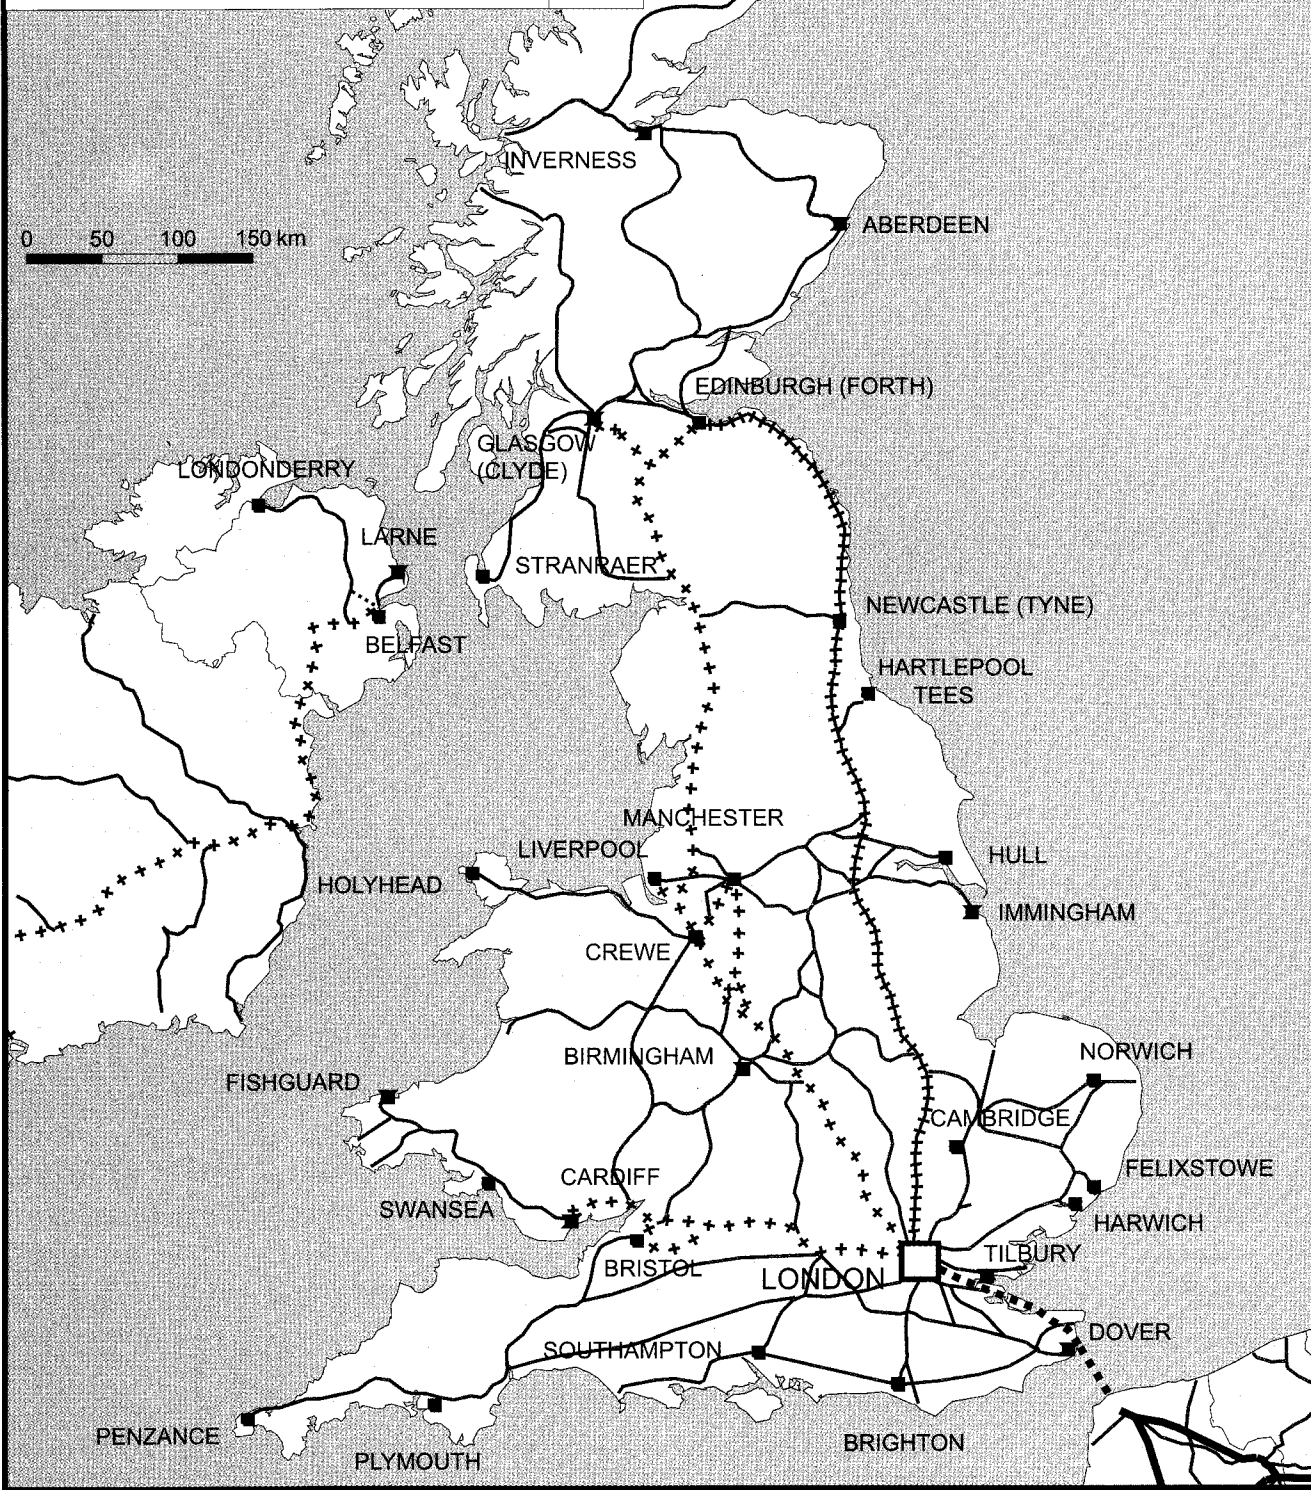 INVERNESS
ABERDEEN
0 50 100 150 km
EDINBURGH (FORTH)
GLASGOW
(CLYDE)
LONDONDERRY
LARNE
STRANRAER
NEWCASTLE (TYNE)
BELFAST
HARTLEPOOL
TEES
MANCHESTER
LIVERPOOL
HULL
HOLYHEAD
IMMINGHAM
CREWE
BIRMINGHAM
NORWICH
FISHGUARD
CAMBRIDGE
FELIXSTOWE
CARDIFF
SWANSEA
HARWICH
TILBURY
BRISTOL
LONDON
DOVER
SOUTHAMPTON
PENZANCE
BRIGHTON
PLYMOUTH